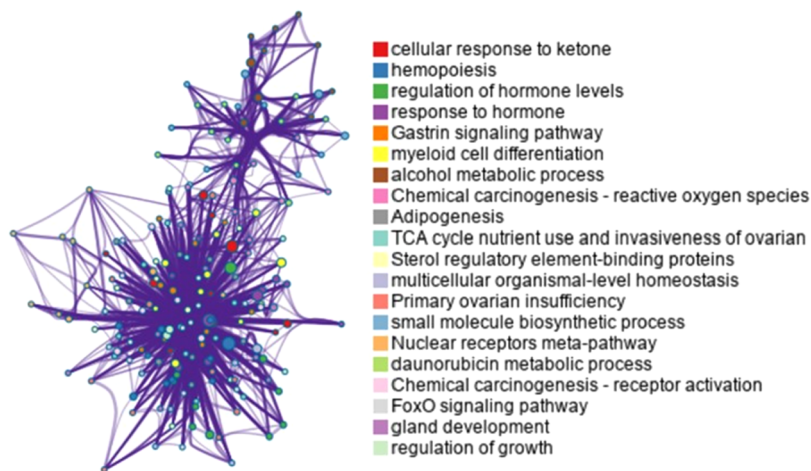 cellular response to ketone
hemopoiesis
regulation of hormone levels
response to hormone
Gastrin signaling pathway
myeloid cell differentiation
alcohol metabolic process
Chemical carcinogenesis - reactive oxygen species
Adipogenesis
TCA cycle nutrient use and invasiveness of ovarian
Sterol regulatory element-binding proteins
multicellular organismal-level homeostasis
Primary ovarian insufficiency
small molecule biosynthetic process
Nuclear receptors meta-pathway
daunorubicin metabolic process
Chemical carcinogenesis - receptor activation
FoxO signaling pathway
gland development
regulation of growth